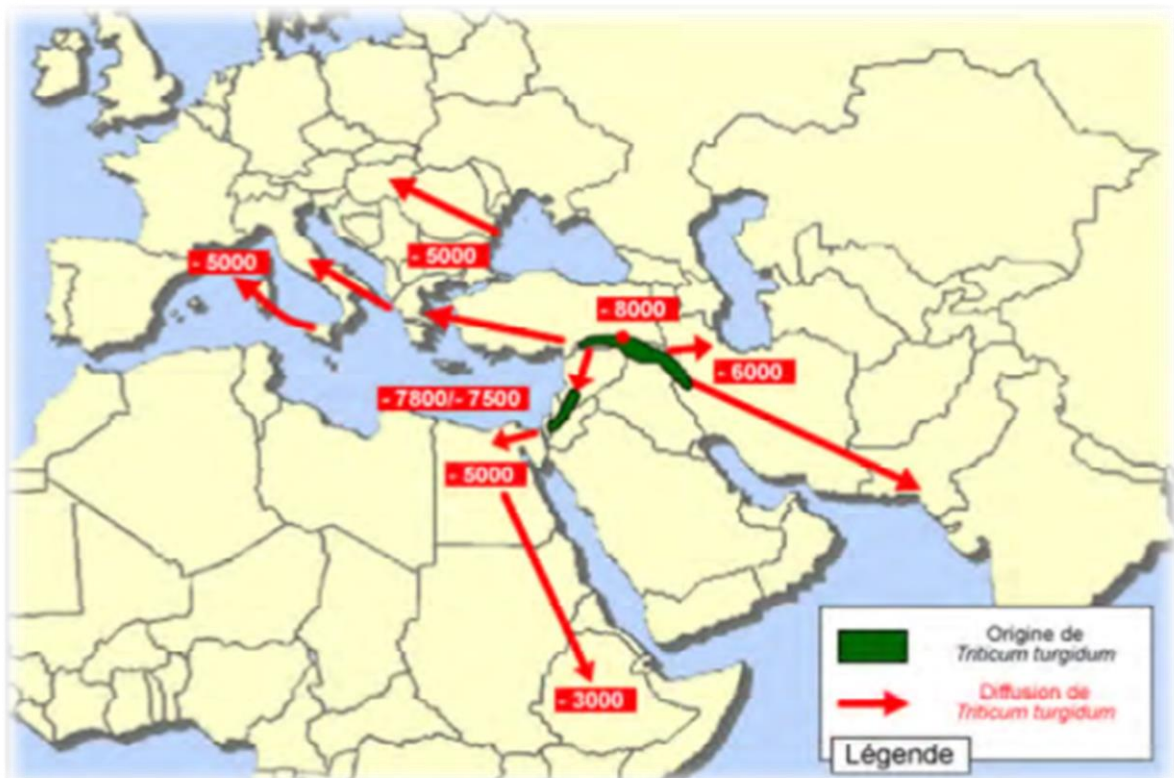 - 5000
- 5000
- 8000
- 6000
- 7800/- 7500
- 5000
- 3000
Origine de
Triticum turgidum
Diffusion de
Triticum turgidum
Légende